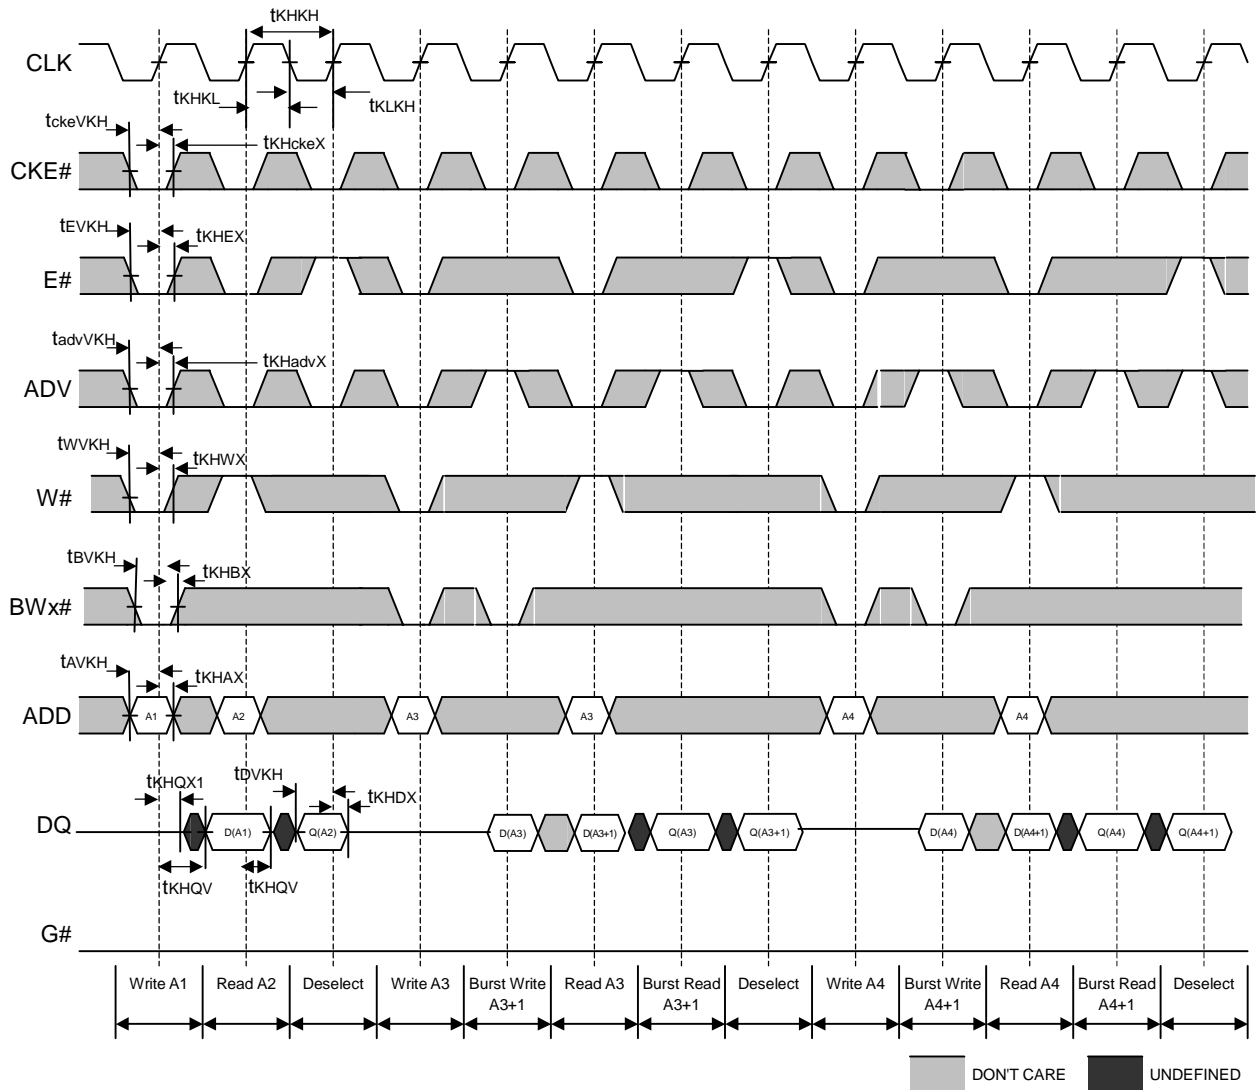 tKHKH
CLK
tKHKL
tKLKH
tckeVKH
tKHckeX
CKE#
tEVKH
tKHEX
E#
tadvVKH
tKHadvX
ADV
tWVKH
tKHWX
W#
tBVKH
tKHBX
BWx#
tAVKH
tKHAX
ADD
A1
A2
A3
A3
A4
A4
tKHQX1
tDVKH
tKHDX
DQ
D(A1)
Q(A2)
D(A3)
D(A3+1)
Q(A3)
Q(A3+1)
D(A4)
D(A4+1)
Q(A4)
Q(A4+1)
tKHQV
tKHQV
G#
Write A1
Read A2
Deselect
Write A3
Burst Write
A3+1
Read A3
Burst Read
A3+1
Deselect
Write A4
Burst Write
A4+1
Read A4
Burst Read
A4+1
Deselect
DON'T CARE
UNDEFINED